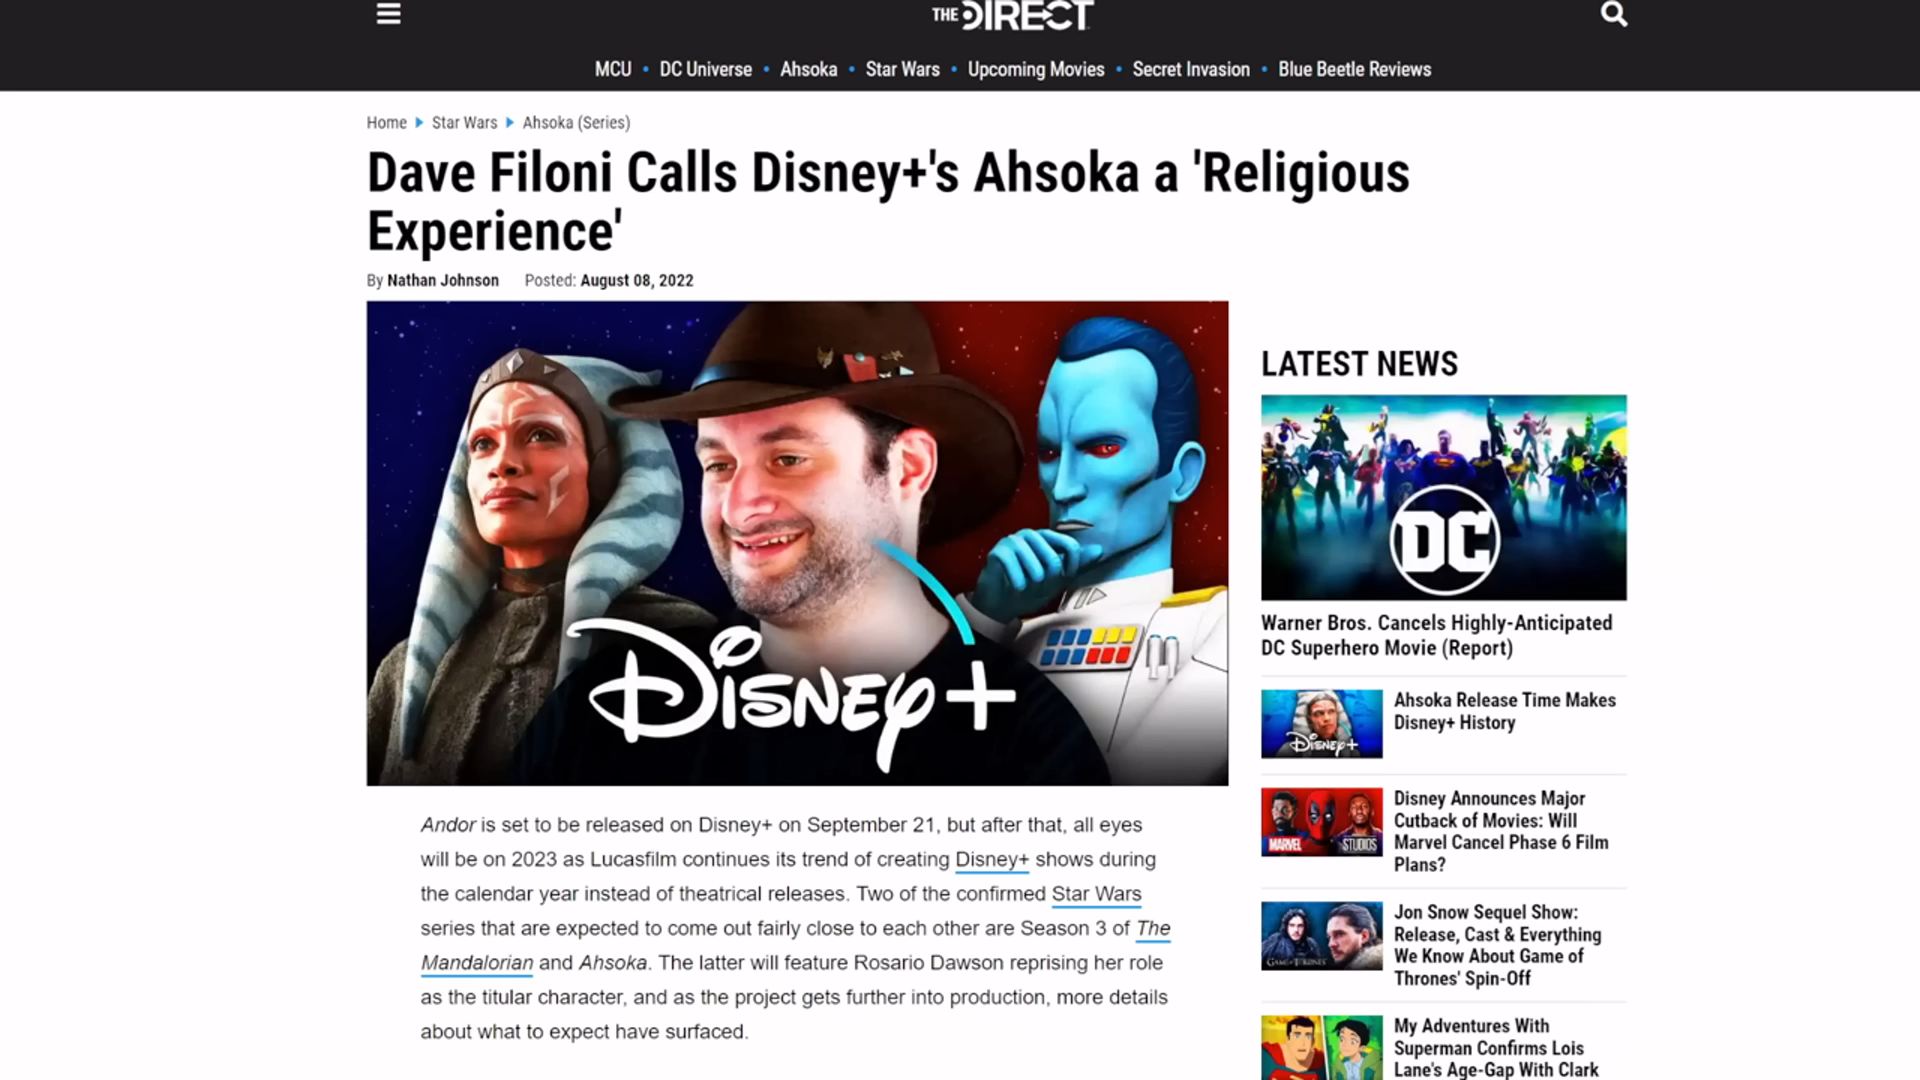 THE DIRECT
MCU • DC Universe • Ahsoka • Star Wars • Upcoming Movies • Secret Invasion • Blue Beetle Reviews
Home ▶ Star Wars ▶ Ahsoka (Series)
Dave Filoni Calls Disney+'s Ahsoka a 'Religious
Experience'
By Nathan Johnson Posted: August 08, 2022
Disney+
Andor is set to be released on Disney+ on September 21, but after that, all eyes
will be on 2023 as Lucasfilm continues its trend of creating Disney+ shows during
the calendar year instead of theatrical releases. Two of the confirmed Star Wars
series that are expected to come out fairly close to each other are Season 3 of The
Mandalorian and Ahsoka. The latter will feature Rosario Dawson reprising her role
as the titular character, and as the project gets further into production, more details
about what to expect have surfaced.
LATEST NEWS
DC
Warner Bros. Cancels Highly-Anticipated
DC Superhero Movie (Report)
Disney+
Ahsoka Release Time Makes
Disney+ History
MARVEL STUDIOS
Disney Announces Major
Cutback of Movies: Will
Marvel Cancel Phase 6 Film
Plans?
GAME OF THRONES
Jon Snow Sequel Show:
Release, Cast & Everything
We Know About Game of
Thrones' Spin-Off
My Adventures With
Superman Confirms Lois
Lane's Age-Gap With Clark